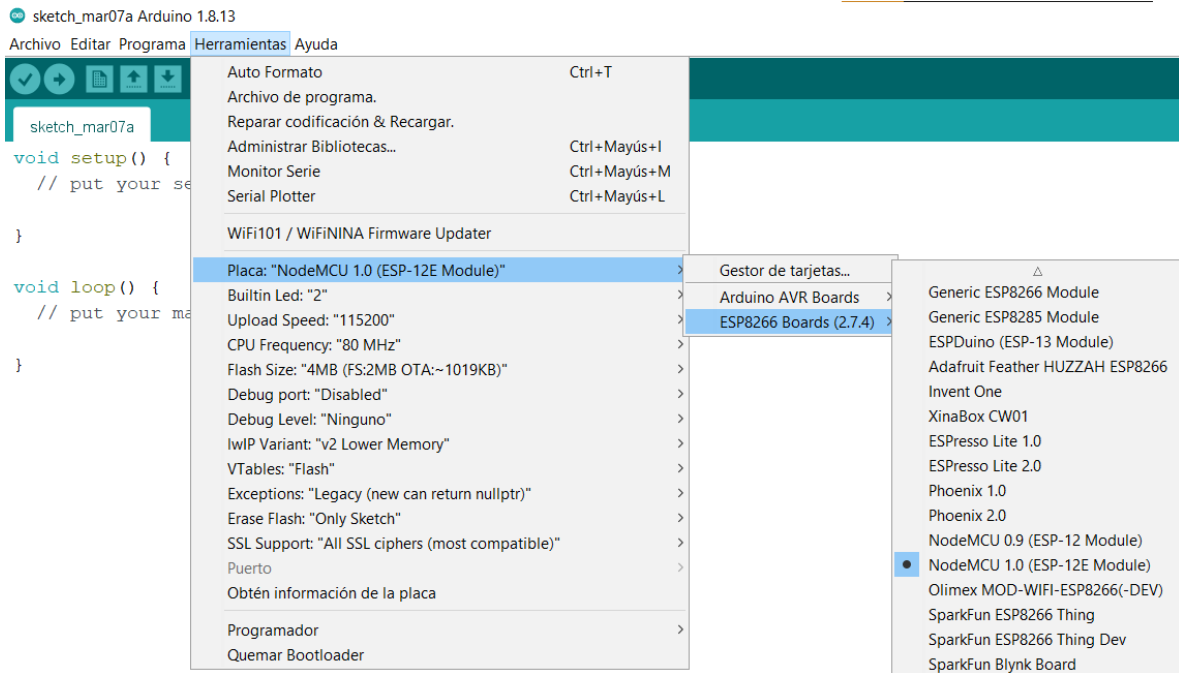 sketch_mar07a Arduino 1.8.13
Archivo Editar Programa Herramientas Ayuda
sketch_mar07a
void setup() {
// put your se
}
void loop() {
// put your ma
}
Auto Formato Ctrl+T
Archivo de programa.
Reparar codificación & Recargar.
Administrar Bibliotecas... Ctrl+Mayús+I
Monitor Serie Ctrl+Mayús+M
Serial Plotter Ctrl+Mayús+L
WiFi101 / WiFiNINA Firmware Updater
Placa: "NodeMCU 1.0 (ESP-12E Module)"
Builtin Led: "2"
Upload Speed: "115200"
CPU Frequency: "80 MHz"
Flash Size: "4MB (FS:2MB OTA:~1019KB)"
Debug port: "Disabled"
Debug Level: "Ninguno"
lwIP Variant: "v2 Lower Memory"
VTables: "Flash"
Exceptions: "Legacy (new can return nullptr)"
Erase Flash: "Only Sketch"
SSL Support: "All SSL ciphers (most compatible)"
Puerto
Obtén información de la placa
Programador
Quemar Bootloader
Gestor de tarjetas...
Arduino AVR Boards
ESP8266 Boards (2.7.4)
Generic ESP8266 Module
Generic ESP8285 Module
ESPDuino (ESP-13 Module)
Adafruit Feather HUZZAH ESP8266
Invent One
XinaBox CW01
ESPresso Lite 1.0
ESPresso Lite 2.0
Phoenix 1.0
Phoenix 2.0
NodeMCU 0.9 (ESP-12 Module)
NodeMCU 1.0 (ESP-12E Module)
Olimex MOD-WIFI-ESP8266(-DEV)
SparkFun ESP8266 Thing
SparkFun ESP8266 Thing Dev
SparkFun Blynk Board